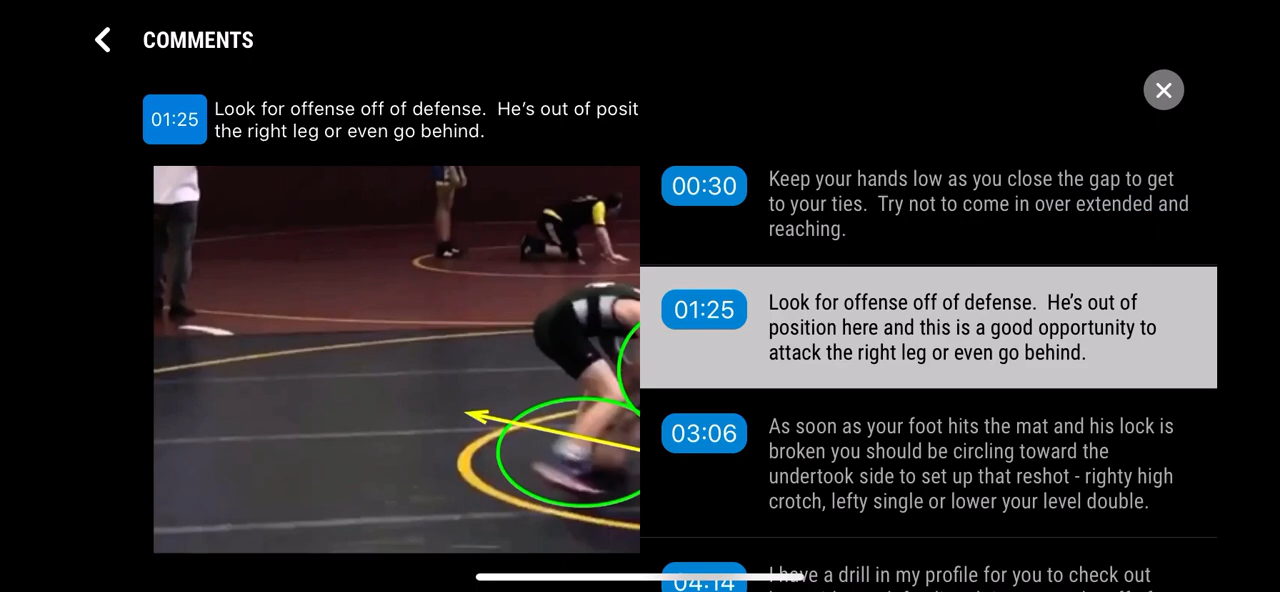 COMMENTS
01:25
Look for offense off of defense.  He's out of posit
the right leg or even go behind.
00:30
Keep your hands low as you close the gap to get
to your ties.  Try not to come in over extended and
reaching.
01:25
Look for offense off of defense.  He's out of
position here and this is a good opportunity to
attack the right leg or even go behind.
03:06
As soon as your foot hits the mat and his lock is
broken you should be circling toward the
undertook side to set up that reshot - righty high
crotch, lefty single or lower your level double.
04:14
I have a drill in my profile for you to check out